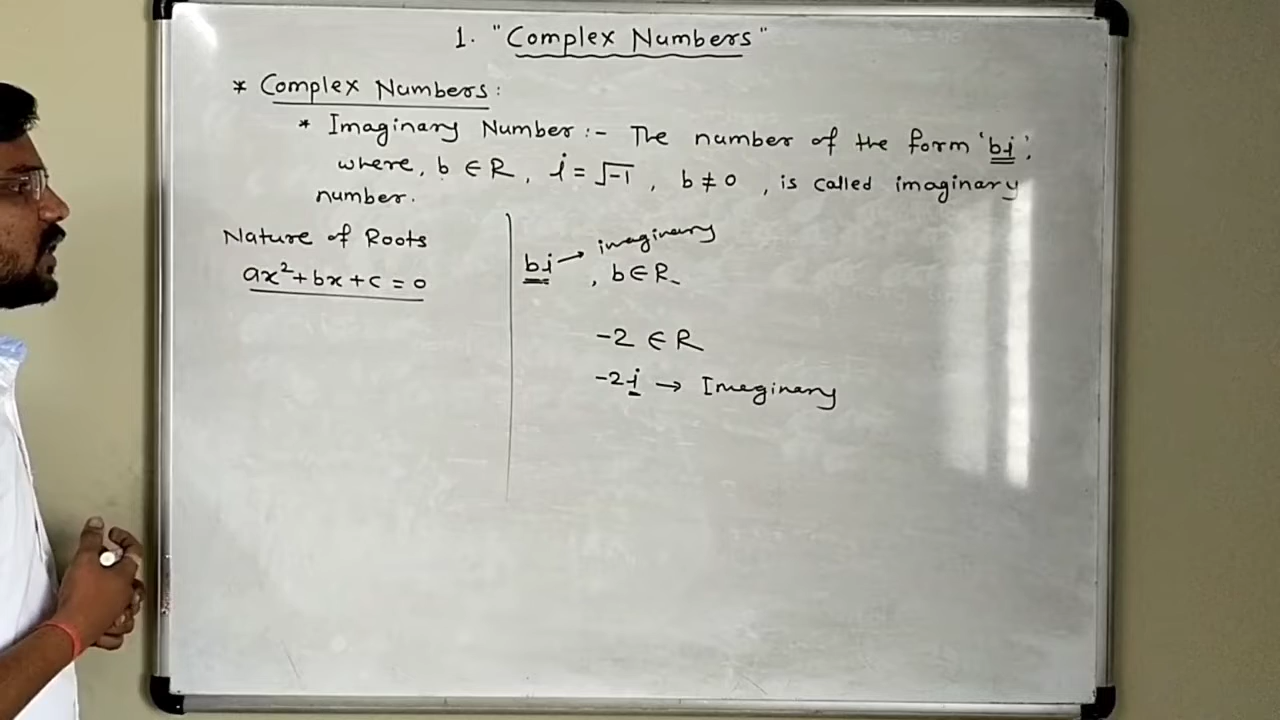 1. "Complex Numbers"
* Complex Numbers:
* Imaginary Number :- The number of the form 'bi',
where, b ∈ R, i = √-1, b ≠ 0, is called imaginary
number.
Nature of Roots
ax²+bx+c=0
bi → imaginary
, b ∈ R
-2 ∈ R
-2i → Imaginary